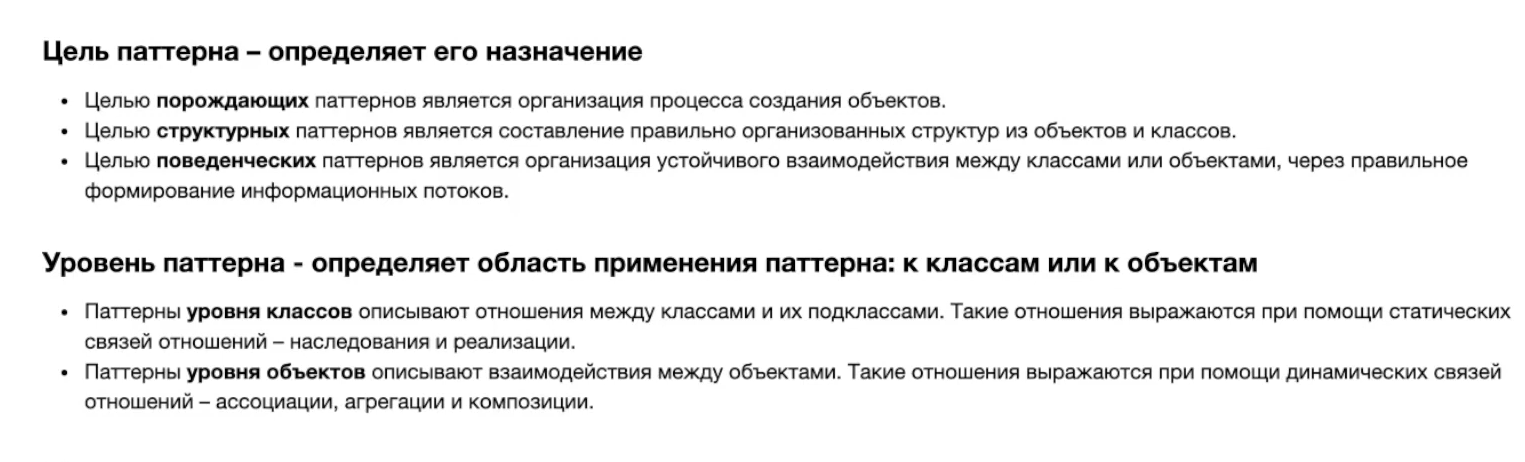 Цель паттерна – определяет его назначение
• Целью порождающих паттернов является организация процесса создания объектов.
• Целью структурных паттернов является составление правильно организованных структур из объектов и классов.
• Целью поведенческих паттернов является организация устойчивого взаимодействия между классами или объектами, через правильное
формирование информационных потоков.
Уровень паттерна - определяет область применения паттерна: к классам или к объектам
• Паттерны уровня классов описывают отношения между классами и их подклассами. Такие отношения выражаются при помощи статических
связей отношений – наследования и реализации.
• Паттерны уровня объектов описывают взаимодействия между объектами. Такие отношения выражаются при помощи динамических связей
отношений – ассоциации, агрегации и композиции.